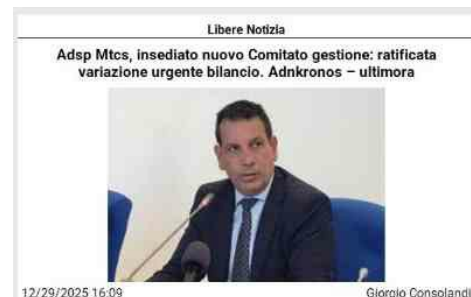 Libere Notizia
Adsp Mtcs, insediato nuovo Comitato gestione: ratificata
variazione urgente bilancio. Adnkronos – ultimora
12/29/2025 16:09
Giorgio Consolandi